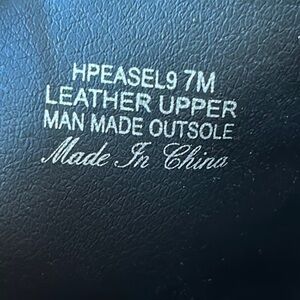 HPEASEL9 7M
LEATHER UPPER
MAN MADE OUTSOLE
Made In China